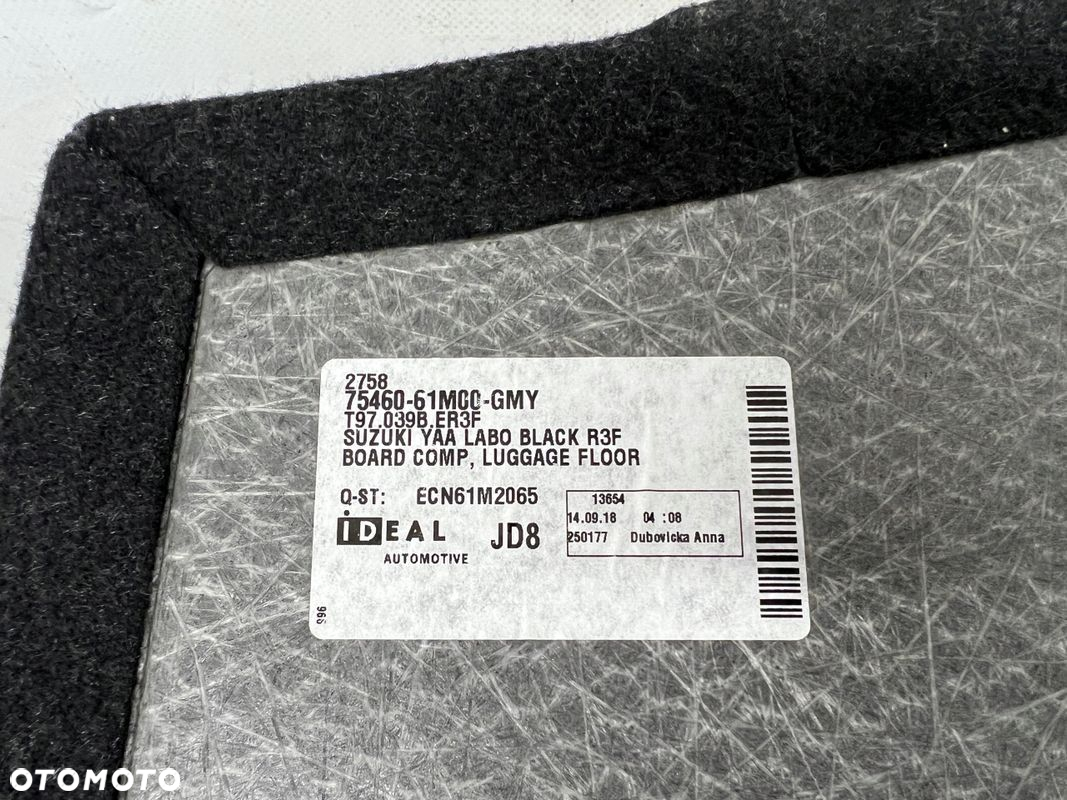 2758
75460-61M00-GMY
T97.039B.ER3F
SUZUKI YAA LABO BLACK R3F
BOARD COMP, LUGGAGE FLOOR
Q-ST: ECN61M2065
13654
14.09.18 04 :08
250177 Dubovicka Anna
iDEAL
AUTOMOTIVE
JD8
OTOMOTO